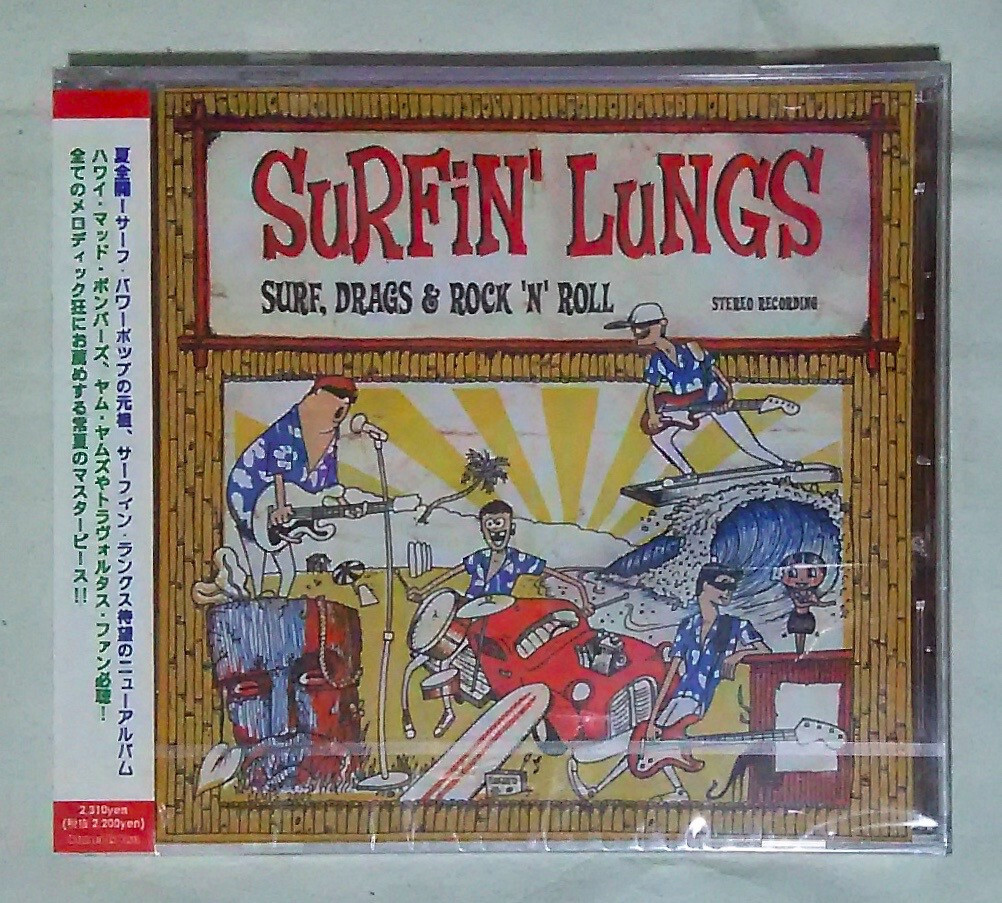 夏全開!サーフ・パワーポップの元祖、サーフィン・ラングス待望のニューアルバム
ハワイ・マッド・ボンバーズ、ヤム・ヤムズやトラヴォルタス・ファン必聴!
全てのメロディック狂にお薦めする常夏のマスターピース!!
2,310yen
(税抜 2,200yen)
SURFIN' LUNGS
SURF, DRAGS & ROCK 'N' ROLL
STEREO RECORDING